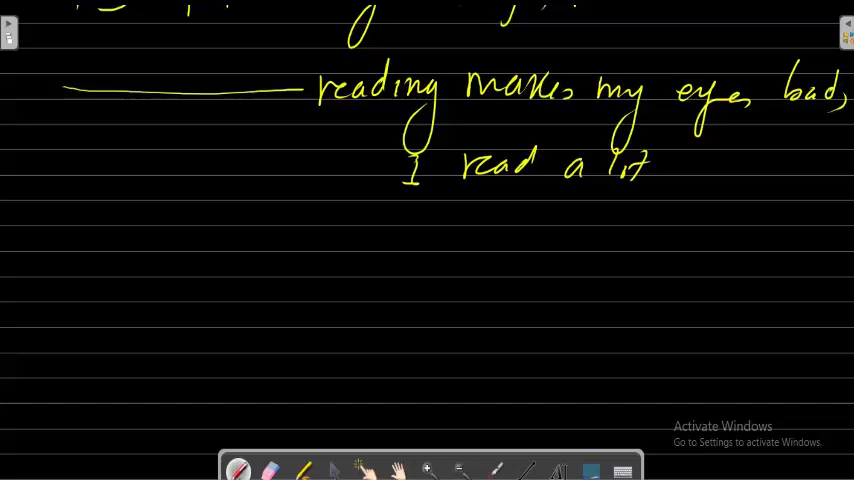 reading makes my eyes bad,
I read a lot
Activate Windows
Go to Settings to activate Windows.